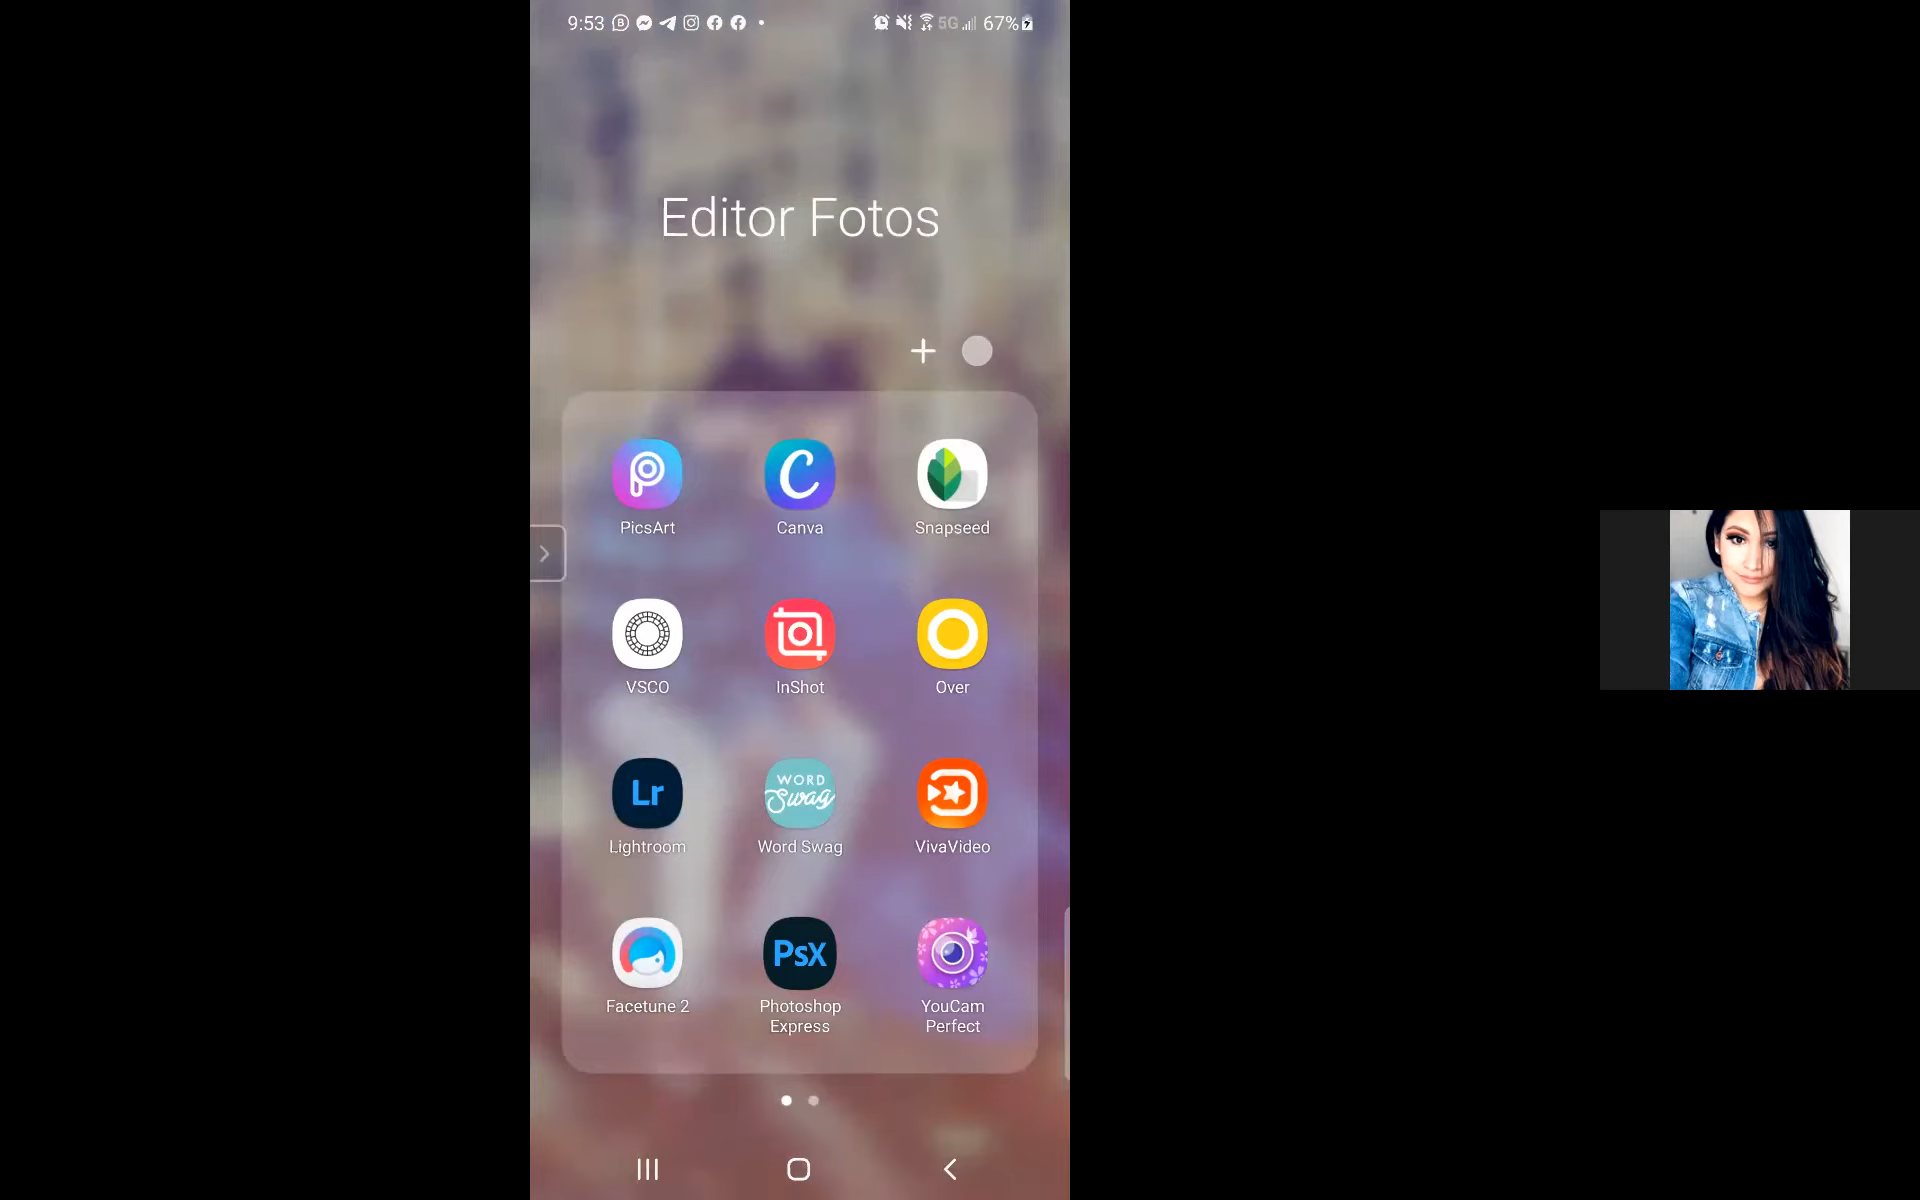 9:53 5G 67%
Editor Fotos
C
PicsArt Canva Snapseed
VSCO InShot Over
Lr WORD Swag
Lightroom Word Swag VivaVideo
PsX
Facetune 2 Photoshop Express YouCam Perfect